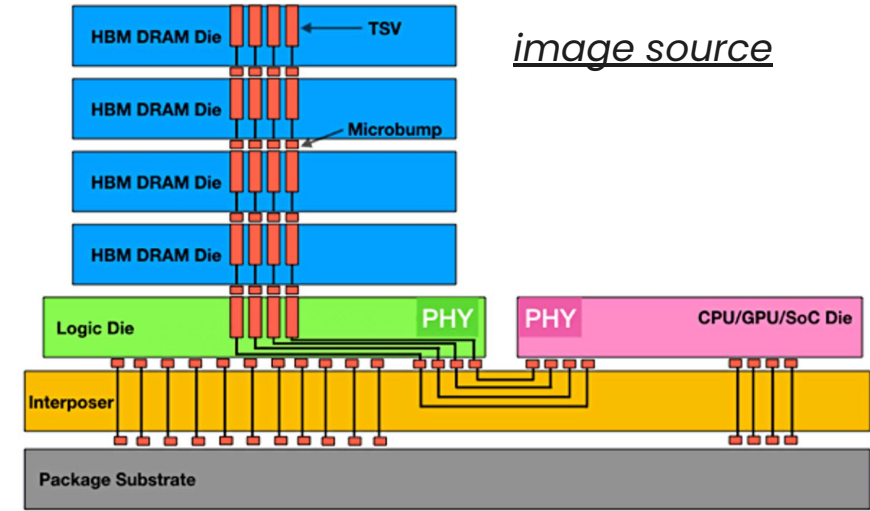 HBM DRAM Die
TSV
image source
HBM DRAM Die
Microbump
HBM DRAM Die
HBM DRAM Die
Logic Die
PHY
PHY
CPU/GPU/SoC Die
Interposer
Package Substrate